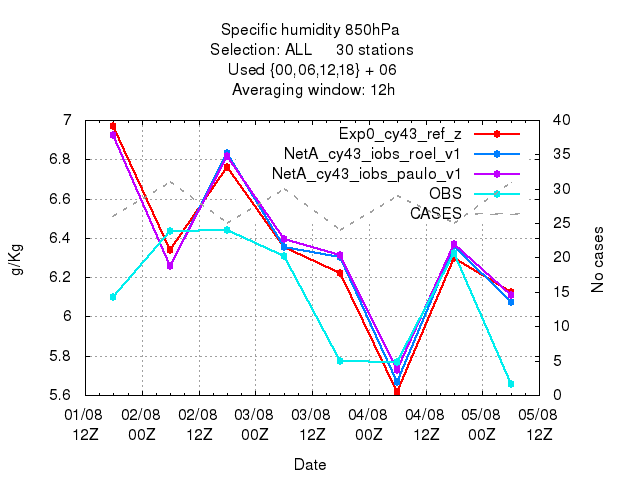 Specific humidity 850hPa
Selection: ALL 30 stations
Used {00,06,12,18} + 06
Averaging window: 12h
Exp0_cy43_ref_z
NetA_cy43_iobs_roel_v1
NetA_cy43_iobs_paulo_v1
OBS
CASES
7
6.8
6.6
6.4
6.2
6
5.8
5.6
g/Kg
40
35
30
25
20
15
10
5
0
No cases
01/08 02/08 02/08 03/08 03/08 04/08 04/08 05/08 05/08
12Z 00Z 12Z 00Z 12Z 00Z 12Z 00Z 12Z
Date